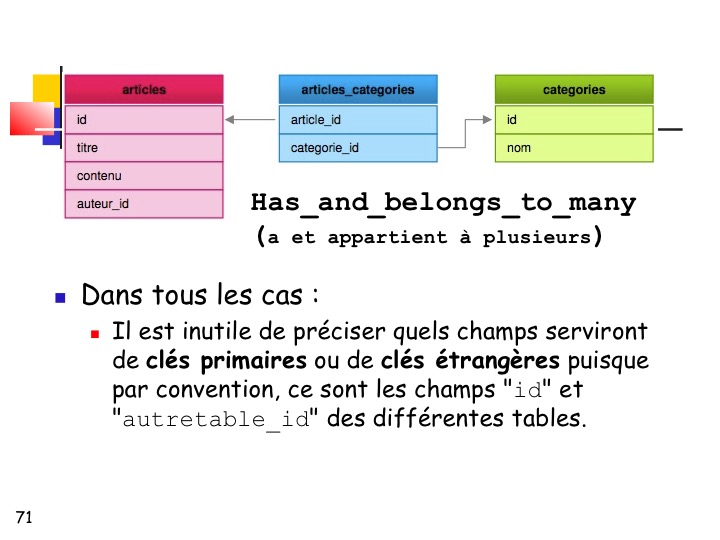 articles
id
titre
contenu
auteur_id
articles_categories
article_id
categorie_id
categories
id
nom
Has_and_belongs_to_many
(a et appartient à plusieurs)
Dans tous les cas :
Il est inutile de préciser quels champs serviront
de clés primaires ou de clés étrangères puisque
par convention, ce sont les champs "id" et
"autretable_id" des différentes tables.
71